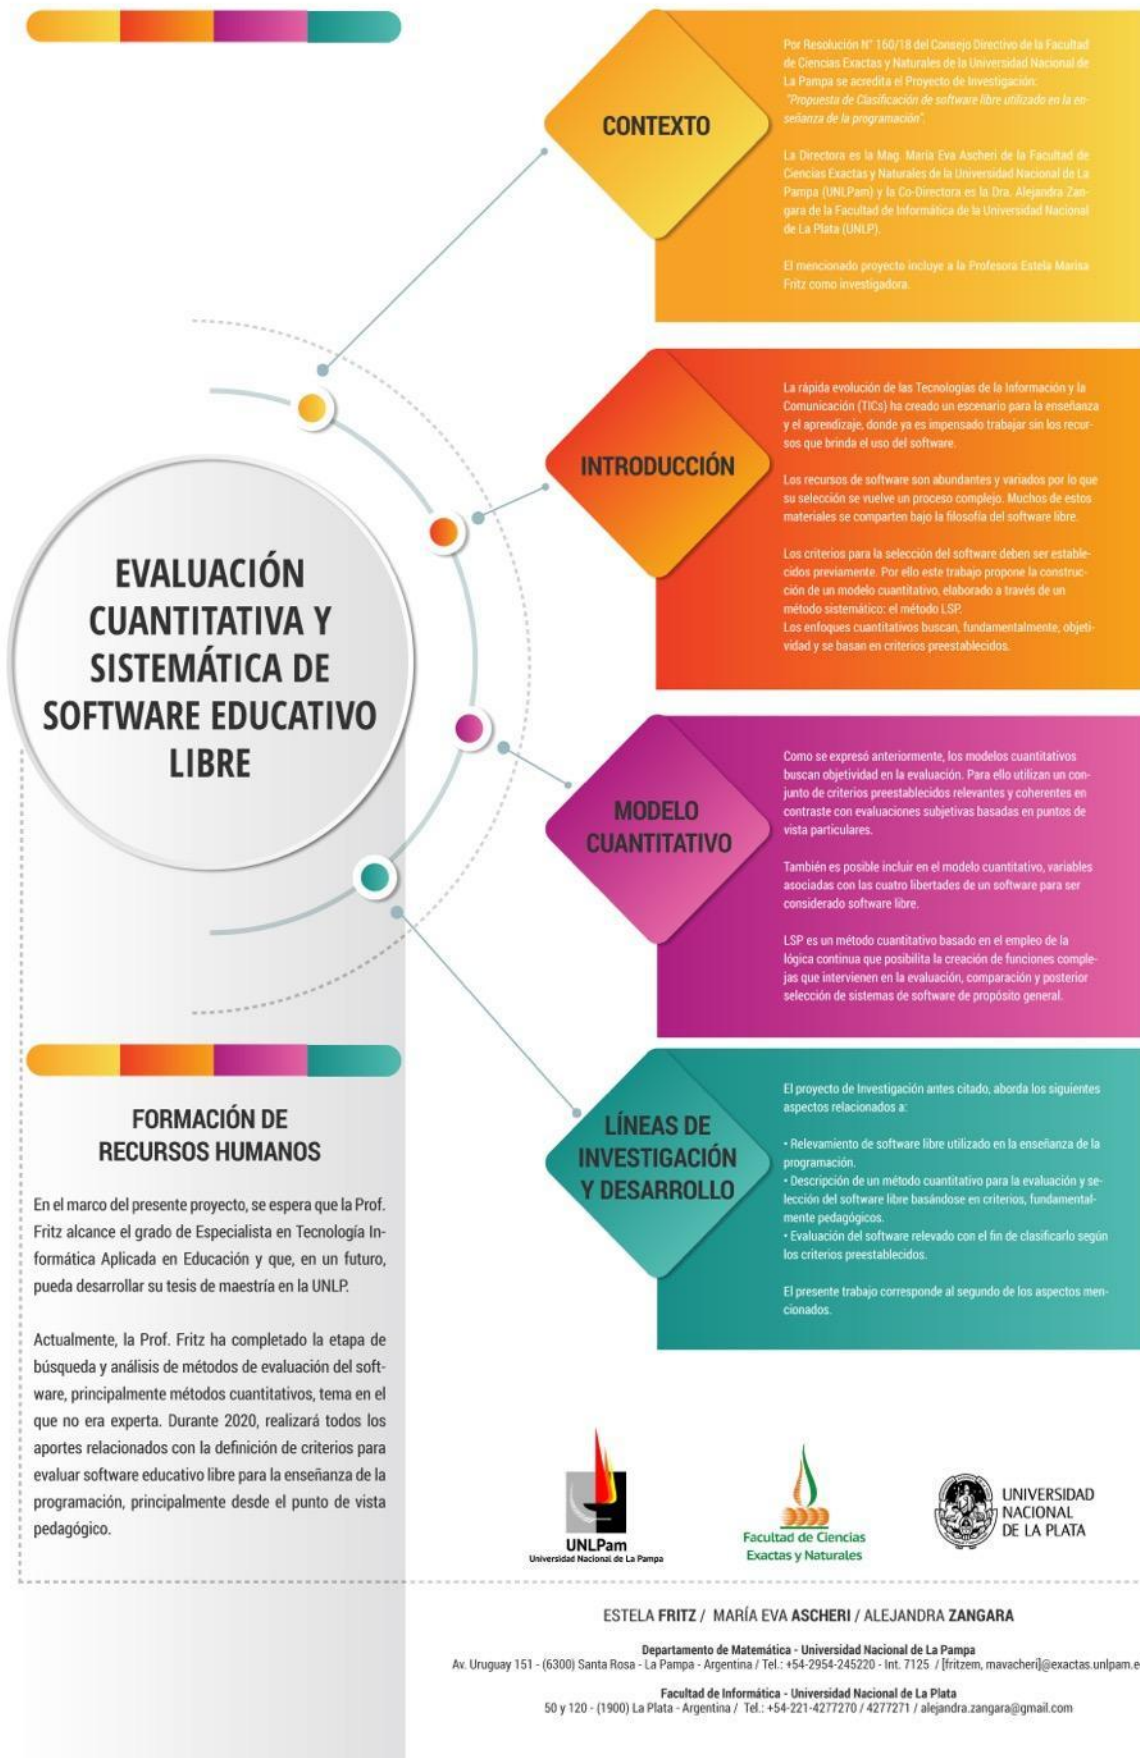 EVALUACIÓN
CUANTITATIVA Y
SISTEMÁTICA DE
SOFTWARE EDUCATIVO
LIBRE
CONTEXTO
Por Resolución N° 160/18 del Consejo Directivo de la Facultad
de Ciencias Exactas y Naturales de la Universidad Nacional de
La Pampa se acredita el Proyecto de Investigación:
"Propuesta de Clasificación de software libre utilizado en la en-
señanza de la programación".
La Directora es la Mag. María Eva Ascheri de la Facultad de
Ciencias Exactas y Naturales de la Universidad Nacional de La
Pampa (UNLPam) y la Co-Directora es la Dra. Alejandra Zan-
gara de la Facultad de Informática de la Universidad Nacional
de La Plata (UNLP).
El mencionado proyecto incluye a la Profesora Estela Marisa
Fritz como investigadora.
INTRODUCCIÓN
La rápida evolución de las Tecnologías de la Información y la
Comunicación (TICs) ha creado un escenario para la enseñanza
y el aprendizaje, donde ya es impensado trabajar sin los recur-
sos que brinda el uso del software.
Los recursos de software son abundantes y variados por lo que
su selección se vuelve un proceso complejo. Muchos de estos
materiales se comparten bajo la filosofía del software libre.
Los criterios para la selección del software deben ser estable-
cidos previamente. Por ello este trabajo propone la construc-
ción de un modelo cuantitativo, elaborado a través de un
método sistemático: el método LSP.
Los enfoques cuantitativos buscan, fundamentalmente, objeti-
vidad y se basan en criterios preestablecidos.
MODELO
CUANTITATIVO
Como se expresó anteriormente, los modelos cuantitativos
buscan objetividad en la evaluación. Para ello utilizan un con-
junto de criterios preestablecidos relevantes y coherentes en
contraste con evaluaciones subjetivas basadas en puntos de
vista particulares.
También es posible incluir en el modelo cuantitativo, variables
asociadas con las cuatro libertades de un software para ser
considerado software libre.
LSP es un método cuantitativo basado en el empleo de la
lógica continua que posibilita la creación de funciones comple-
jas que intervienen en la evaluación, comparación y posterior
selección de sistemas de software de propósito general.
LÍNEAS DE
INVESTIGACIÓN
Y DESARROLLO
El proyecto de Investigación antes citado, aborda los siguientes
aspectos relacionados a:
• Relevamiento de software libre utilizado en la enseñanza de la
programación.
• Descripción de un método cuantitativo para la evaluación y se-
lección del software libre basándose en criterios, fundamental-
mente pedagógicos.
• Evaluación del software relevado con el fin de clasificarlo según
los criterios preestablecidos.
El presente trabajo corresponde al segundo de los aspectos men-
cionados.
FORMACIÓN DE
RECURSOS HUMANOS
En el marco del presente proyecto, se espera que la Prof.
Fritz alcance el grado de Especialista en Tecnología In-
formática Aplicada en Educación y que, en un futuro,
pueda desarrollar su tesis de maestría en la UNLP.
Actualmente, la Prof. Fritz ha completado la etapa de
búsqueda y análisis de métodos de evaluación del soft-
ware, principalmente métodos cuantitativos, tema en el
que no era experta. Durante 2020, realizará todos los
aportes relacionados con la definición de criterios para
evaluar software educativo libre para la enseñanza de la
programación, principalmente desde el punto de vista
pedagógico.
UNLPam
Universidad Nacional de La Pampa
Facultad de Ciencias
Exactas y Naturales
UNIVERSIDAD
NACIONAL
DE LA PLATA
ESTELA FRITZ / MARÍA EVA ASCHERI / ALEJANDRA ZANGARA
Departamento de Matemática - Universidad Nacional de La Pampa
Av. Uruguay 151 - (6300) Santa Rosa - La Pampa - Argentina / Tel.: +54-2954-245220 - Int. 7125 / [fritzem, mavacheri]@exactas.unlpam.e
Facultad de Informática - Universidad Nacional de La Plata
50 y 120 - (1900) La Plata - Argentina / Tel.: +54-221-4277270 / 4277271 / alejandra.zangara@gmail.com